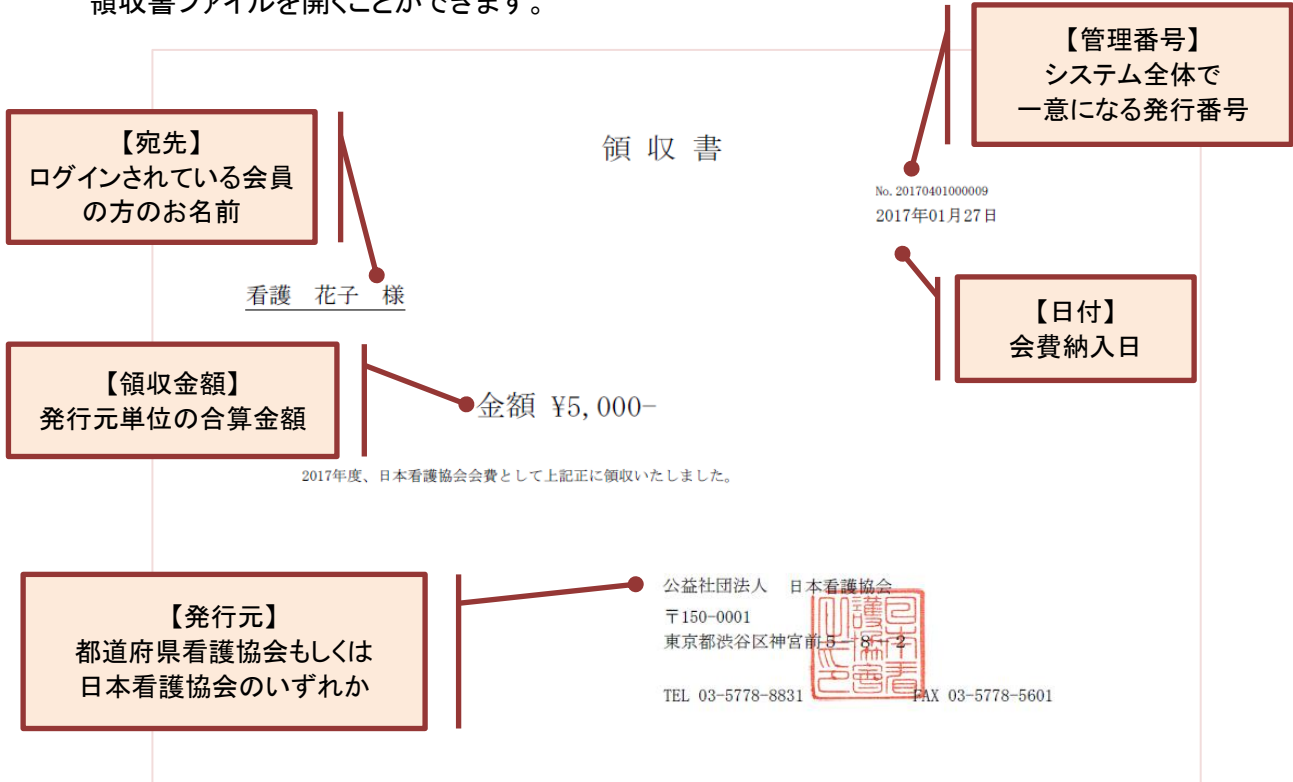 領収書ファイルを開くことができます。
【管理番号】
システム全体で
一意になる発行番号
【宛先】
ログインされている会員
の方のお名前
領 収 書
No. 20170401000009
2017年01月27日
看護 花子 様
【日付】
会費納入日
【領収金額】
発行元単位の合算金額
金額 ¥5,000−
2017年度、日本看護協会会費として上記正に領収いたしました。
【発行元】
都道府県看護協会もしくは
日本看護協会のいずれか
公益社団法人 日本看護協会
〒150−0001
東京都渋谷区神宮前5−8−2
TEL 03−5778−8831 FAX 03−5778−5601